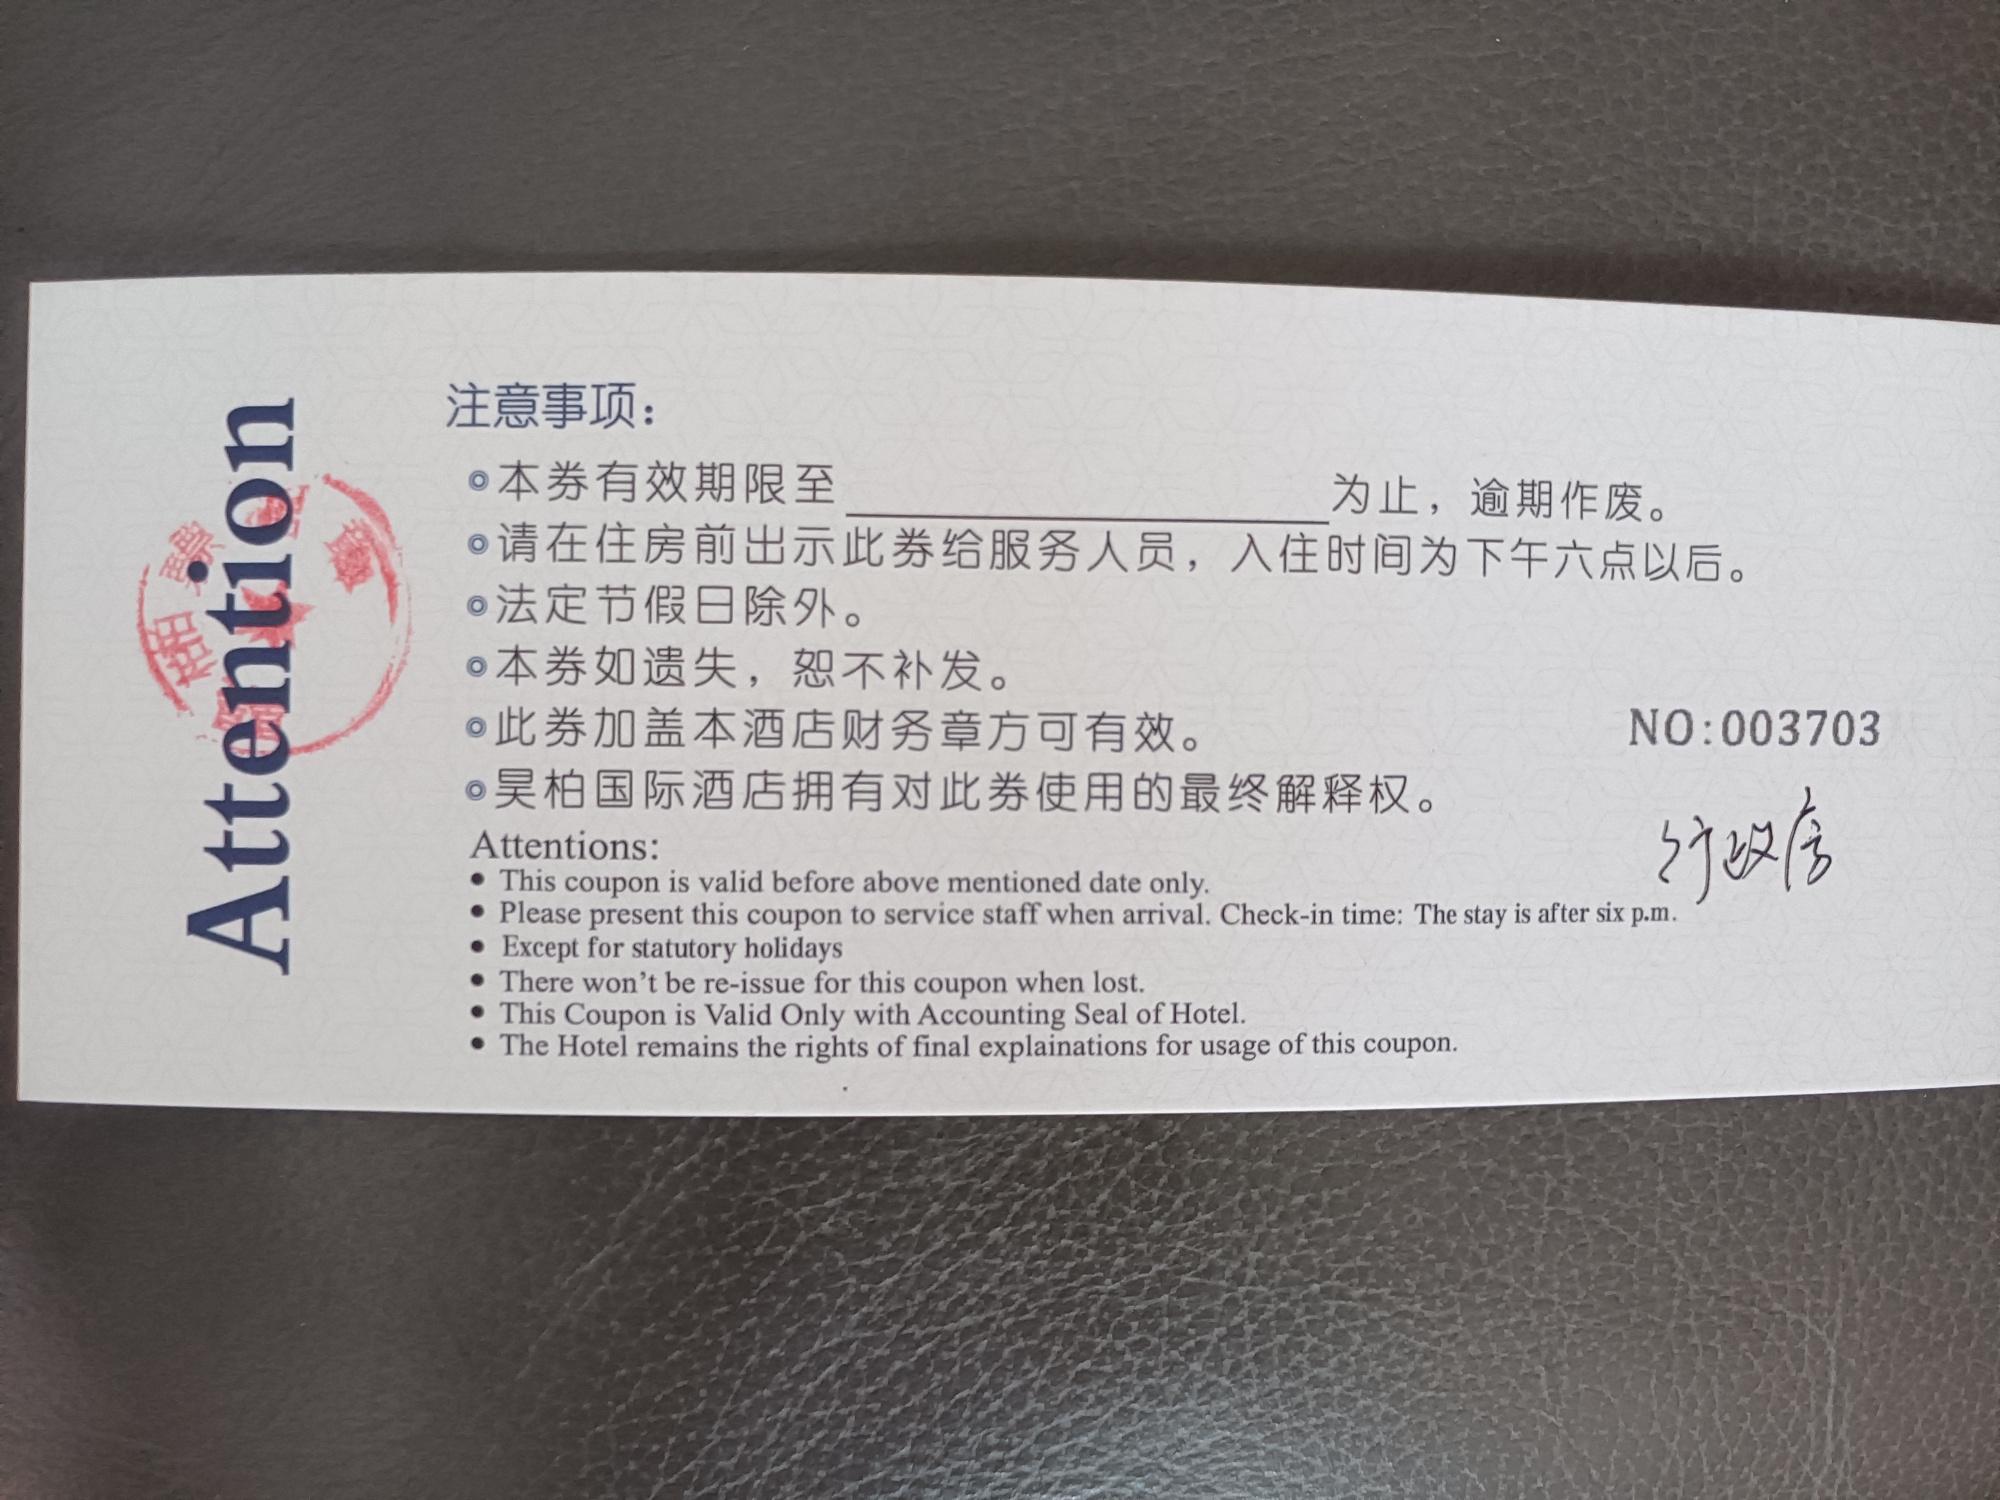 Attention
注意事项：
本券有效期限至            为止，逾期作废。
请在住房前出示此券给服务人员，入住时间为下午六点以后。
法定节假日除外。
本券如遗失，恕不补发。
此券加盖本酒店财务章方可有效。
昊柏国际酒店拥有对此券使用的最终解释权。
NO:003703
行政房
Attentions:
• This coupon is valid before above mentioned date only.
• Please present this coupon to service staff when arrival. Check-in time: The stay is after six p.m.
• Except for statutory holidays
• There won’t be re-issue for this coupon when lost.
• This Coupon is Valid Only with Accounting Seal of Hotel.
• The Hotel remains the rights of final explainations for usage of this coupon.